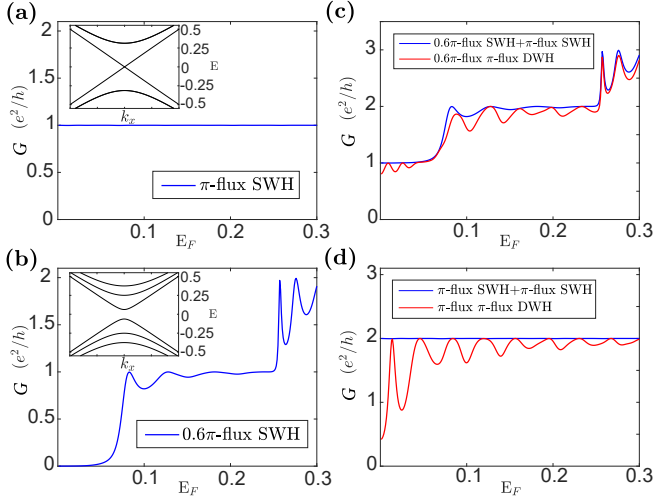 (a)
2
1.5
1
0.5
0
G (e²/h)
0.5
0.25
0
-0.25
-0.5
E
k_x
π-flux SWH
0.1
0.2
0.3
E_F
(b)
2
1.5
1
0.5
0
G (e²/h)
0.5
0.25
0
-0.25
-0.5
E
k_x
0.6π-flux SWH
0.1
0.2
0.3
E_F
(c)
3
2
1
0
G (e²/h)
0.6π-flux SWH+π-flux SWH
0.6π-flux π-flux DWH
0.1
0.2
0.3
E_F
(d)
3
2
1
0
G (e²/h)
π-flux SWH+π-flux SWH
π-flux π-flux DWH
0.1
0.2
0.3
E_F